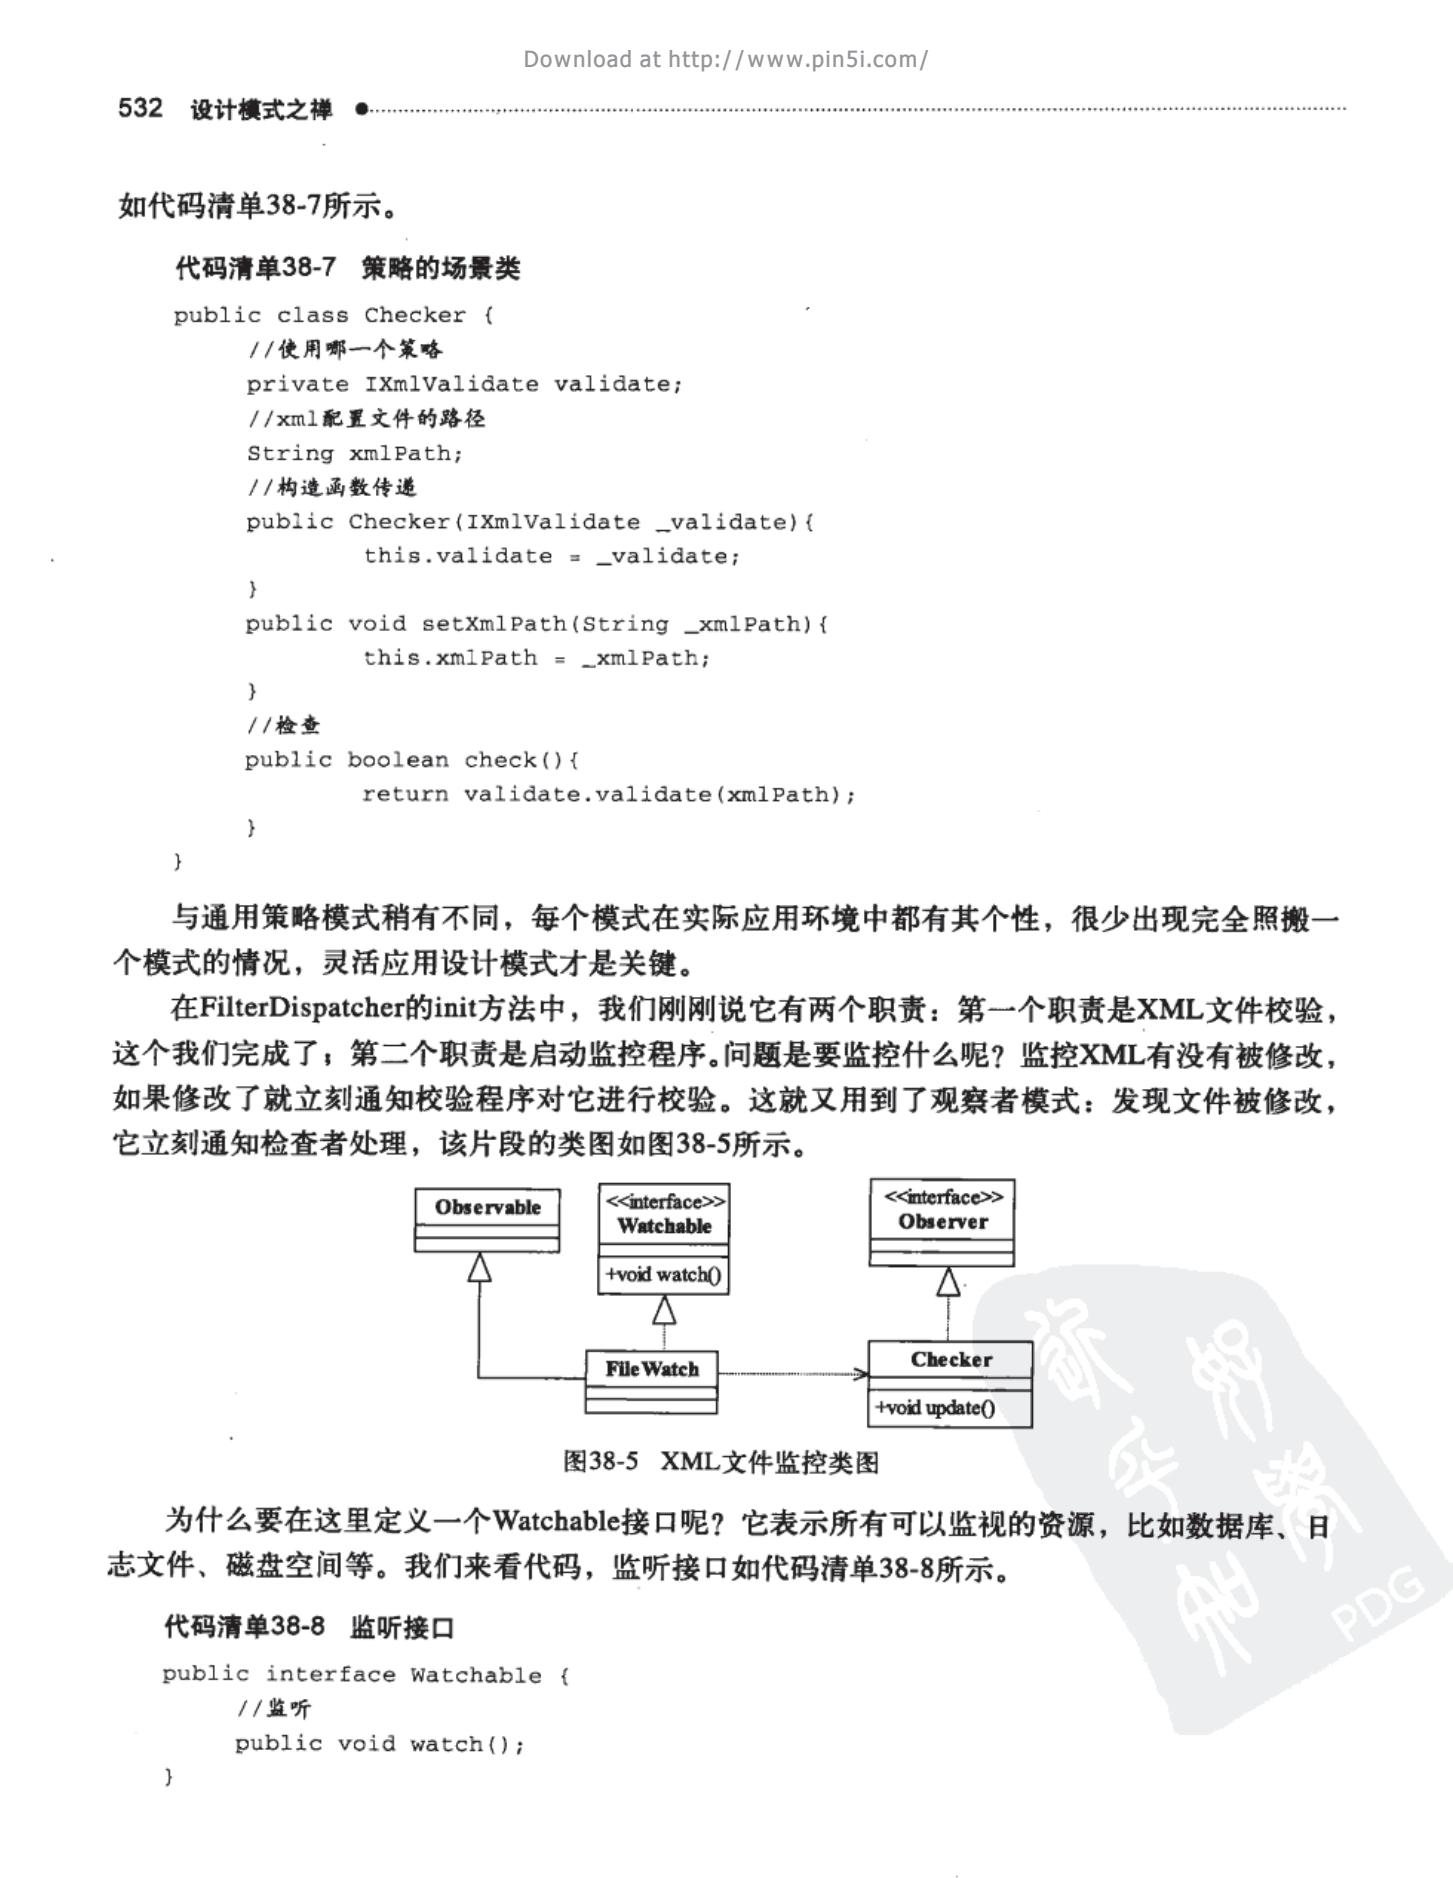 Download at http://www.pin5i.com/
532 设计模式之禅
如代码清单38-7所示。
代码清单38-7 策略的场景类
public class Checker {
//使用哪一个策略
private IXmlValidate validate;
//xml配置文件的路径
String xmlPath;
//构造函数传递
public Checker(IXmlValidate _validate){
this.validate = _validate;
}
public void setXmlPath(String _xmlPath){
this.xmlPath = _xmlPath;
}
//检查
public boolean check(){
return validate.validate(xmlPath);
}
}
与通用策略模式稍有不同，每个模式在实际应用环境中都有其个性，很少出现完全照搬一
个模式的情况，灵活应用设计模式才是关键。
在FilterDispatcher的init方法中，我们刚刚说它有两个职责：第一个职责是XML文件校验，
这个我们完成了；第二个职责是启动监控程序。问题是要监控什么呢？监控XML有没有被修改，
如果修改了就立刻通知校验程序对它进行校验。这就又用到了观察者模式：发现文件被修改，
它立刻通知检查者处理，该片段的类图如图38-5所示。
Observable
<<interface>>
Watchable
+void watch()
<<interface>>
Observer
FileWatch
Checker
+void update()
图38-5 XML文件监控类图
为什么要在这里定义一个Watchable接口呢？它表示所有可以监视的资源，比如数据库、日
志文件、磁盘空间等。我们来看代码，监听接口如代码清单38-8所示。
代码清单38-8 监听接口
public interface Watchable {
//监听
public void watch();
}
PDG